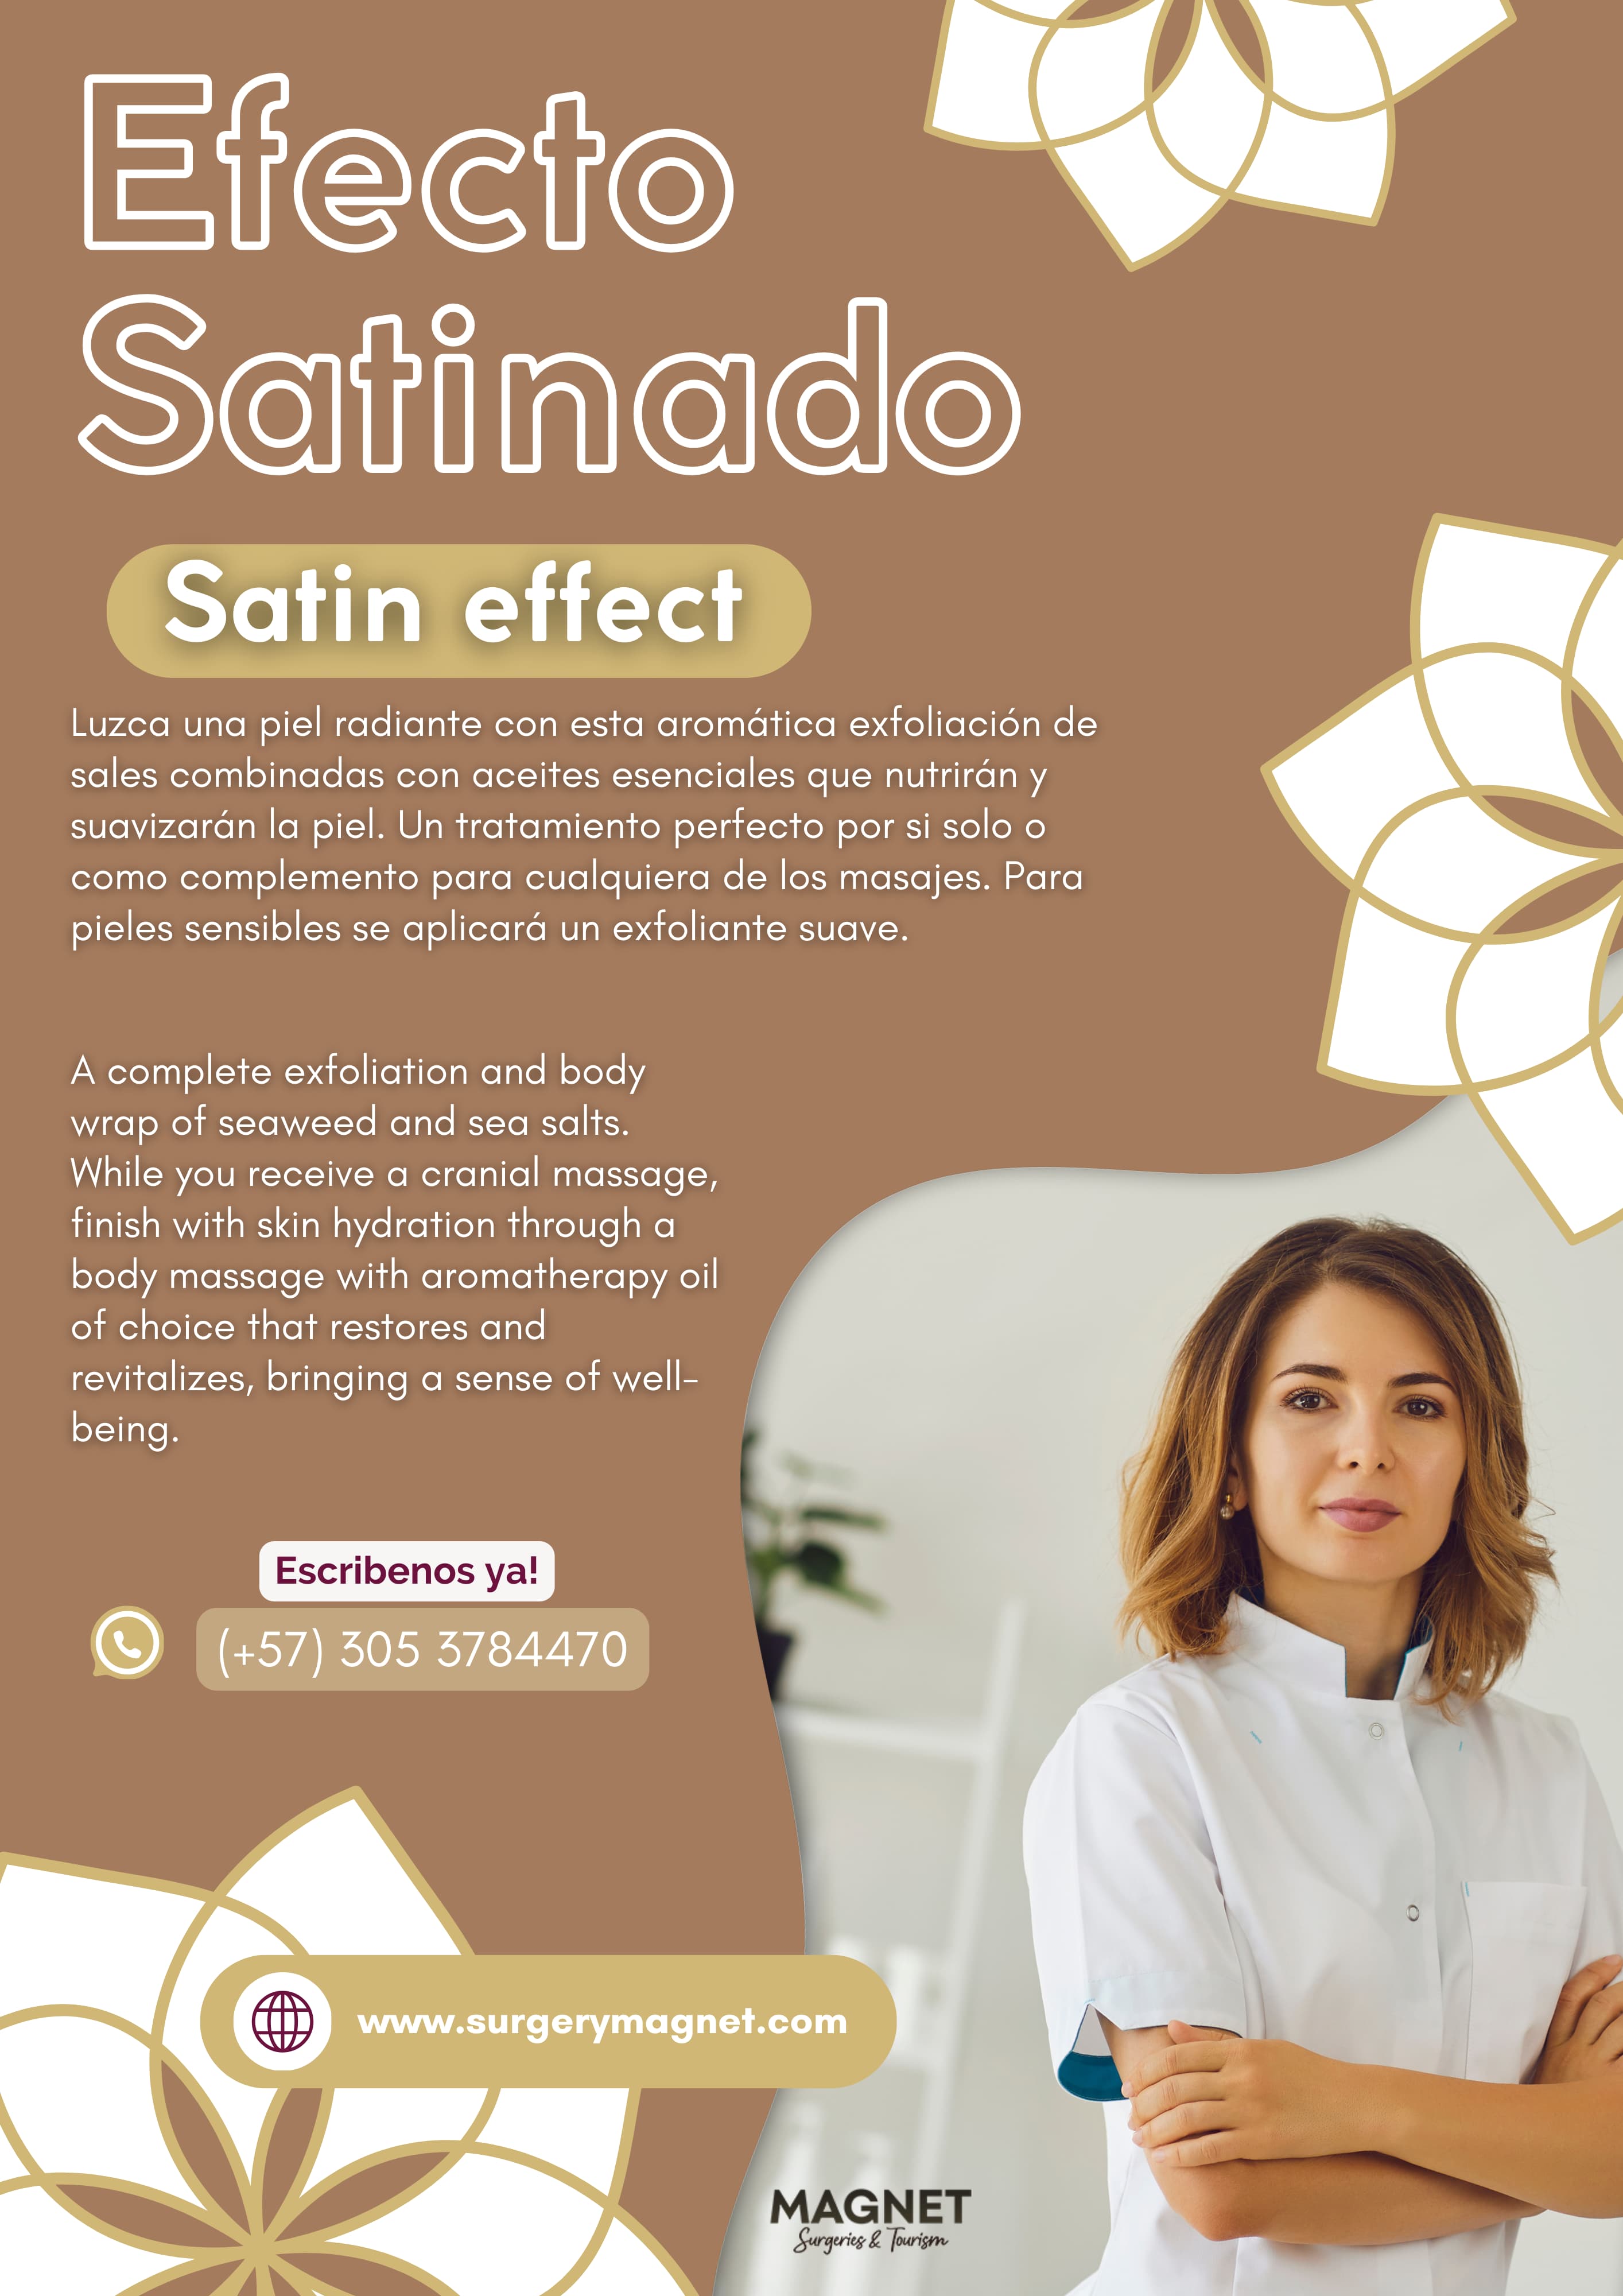 Efecto
Satinado
Satin effect
Luzca una piel radiante con esta aromática exfoliación de
sales combinadas con aceites esenciales que nutrirán y
suavizarán la piel. Un tratamiento perfecto por si solo o
como complemento para cualquiera de los masajes. Para
pieles sensibles se aplicará un exfoliante suave.
A complete exfoliation and body
wrap of seaweed and sea salts.
While you receive a cranial massage,
finish with skin hydration through a
body massage with aromatherapy oil
of choice that restores and
revitalizes, bringing a sense of well-
being.
Escribenos ya!
(+57) 305 3784470
www.surgerymagnet.com
MAGNET
Surgeries & Tourism